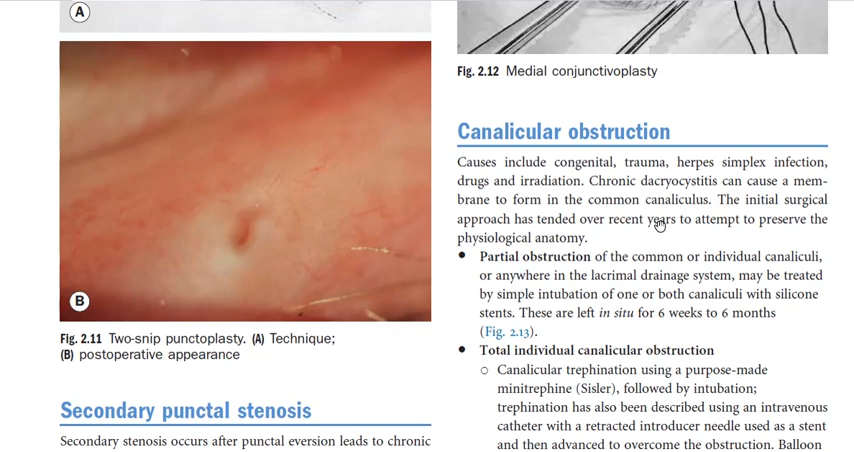 A
B
Fig. 2.11 Two-snip punctoplasty. (A) Technique;
(B) postoperative appearance
Secondary punctal stenosis
Secondary stenosis occurs after punctal eversion leads to chronic
Fig. 2.12 Medial conjunctivoplasty
Canalicular obstruction
Causes include congenital, trauma, herpes simplex infection,
drugs and irradiation. Chronic dacryocystitis can cause a mem-
brane to form in the common canaliculus. The initial surgical
approach has tended over recent years to attempt to preserve the
physiological anatomy.
• Partial obstruction of the common or individual canaliculi,
or anywhere in the lacrimal drainage system, may be treated
by simple intubation of one or both canaliculi with silicone
stents. These are left in situ for 6 weeks to 6 months
(Fig. 2.13).
• Total individual canalicular obstruction
○ Canalicular trephination using a purpose-made
minitrephine (Sisler), followed by intubation;
trephination has also been described using an intravenous
catheter with a retracted introducer needle used as a stent
and then advanced to overcome the obstruction. Balloon